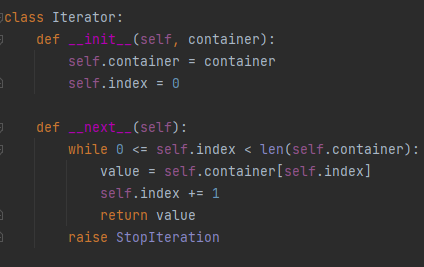 class Iterator:
    def __init__(self, container):
        self.container = container
        self.index = 0

    def __next__(self):
        while 0 <= self.index < len(self.container):
            value = self.container[self.index]
            self.index += 1
            return value
        raise StopIteration